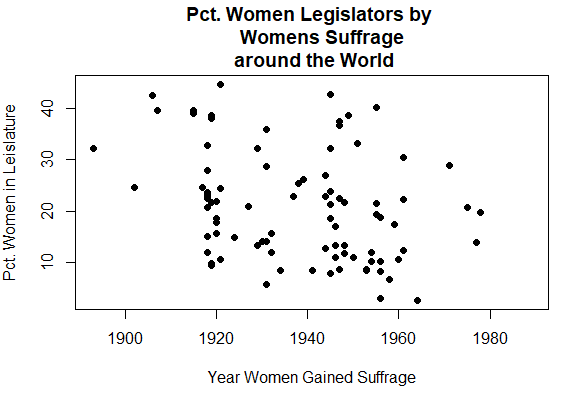 Pct. Women Legislators by
Womens Suffrage
around the World
Pct. Women in Leislature
40
30
20
10
1900 1920 1940 1960 1980
Year Women Gained Suffrage